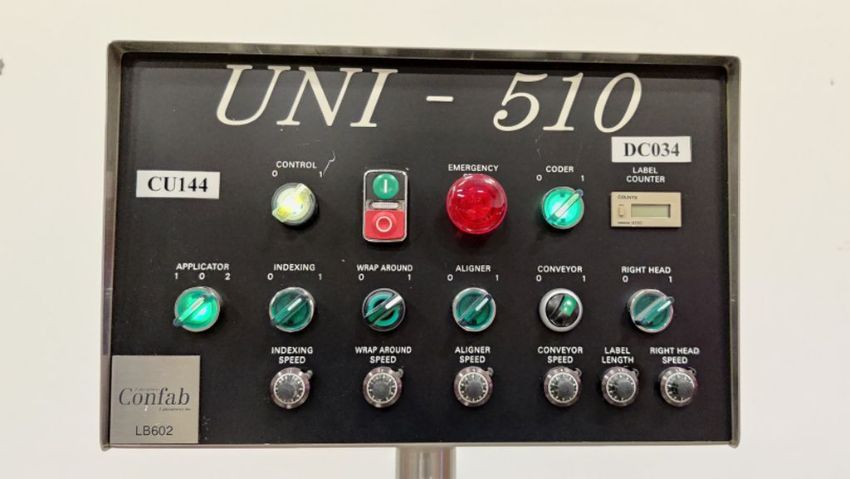 UNI - 510
DC034
CU144
CONTROL
0 1
I
O
EMERGENCY
CODER
0 1
LABEL
COUNTER
COUNTS
APPLICATOR
1 0 2
INDEXING
0 1
WRAP AROUND
0 1
ALIGNER
0 1
CONVEYOR
0 1
RIGHT HEAD
0 1
INDEXING
SPEED
WRAP AROUND
SPEED
ALIGNER
SPEED
CONVEYOR
SPEED
LABEL
LENGTH
RIGHT HEAD
SPEED
Confab
LB602